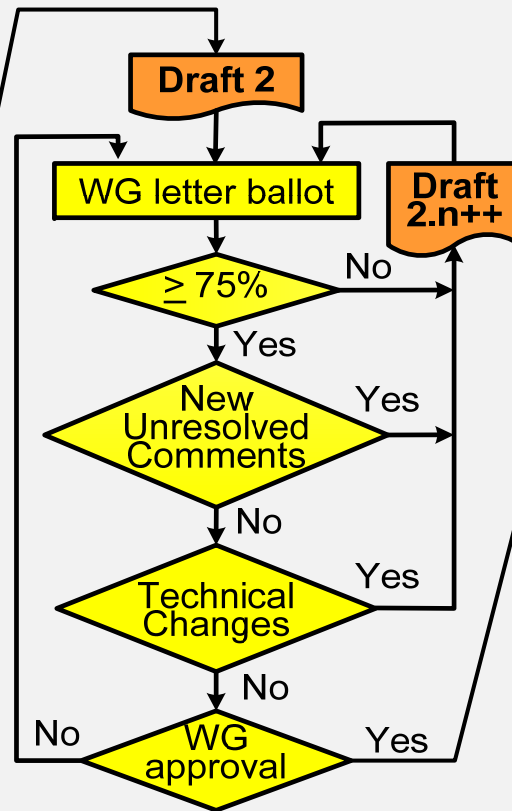 Draft 2
WG letter ballot
Draft
2.n++
≥ 75%
No
Yes
New
Unresolved
Comments
Yes
No
Technical
Changes
Yes
No
WG
approval
No
Yes